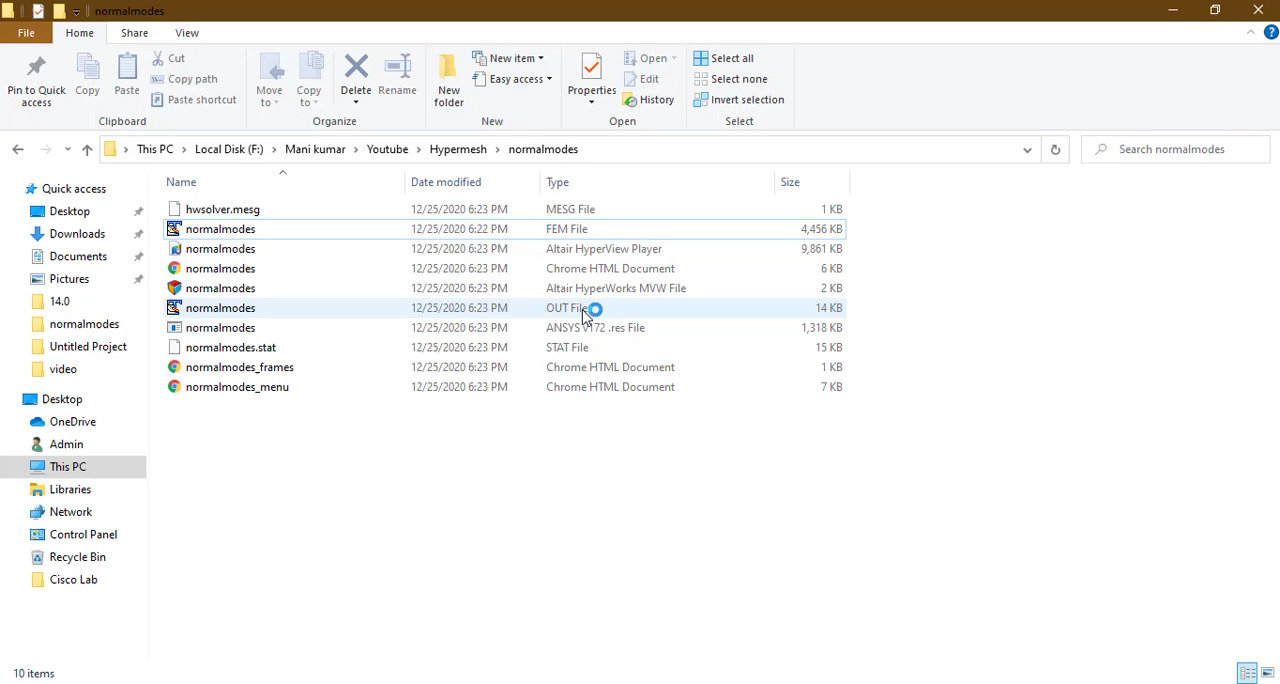 normalmodes
File Home Share View
Pin to Quick access
Copy
Paste
Cut
Copy path
Paste shortcut
Clipboard
Move to
Copy to
Delete
Rename
Organize
New folder
New item
Easy access
New
Properties
Open
Edit
History
Open
Select all
Select none
Invert selection
Select
This PC Local Disk (F:) Mani kumar Youtube Hypermesh normalmodes
Search normalmodes
Quick access
Desktop
Downloads
Documents
Pictures
14.0
normalmodes
Untitled Project
video
Desktop
OneDrive
Admin
This PC
Libraries
Network
Control Panel
Recycle Bin
Cisco Lab
Name Date modified Type Size
hwsolver.mesg 12/25/2020 6:23 PM MESG File 1 KB
normalmodes 12/25/2020 6:22 PM FEM File 4,456 KB
normalmodes 12/25/2020 6:23 PM Altair HyperView Player 9,861 KB
normalmodes 12/25/2020 6:23 PM Chrome HTML Document 6 KB
normalmodes 12/25/2020 6:23 PM Altair HyperWorks MVW File 2 KB
normalmodes 12/25/2020 6:23 PM OUT File 14 KB
normalmodes 12/25/2020 6:23 PM ANSYS v172 .res File 1,318 KB
normalmodes.stat 12/25/2020 6:23 PM STAT File 15 KB
normalmodes_frames 12/25/2020 6:23 PM Chrome HTML Document 1 KB
normalmodes_menu 12/25/2020 6:23 PM Chrome HTML Document 7 KB
10 items